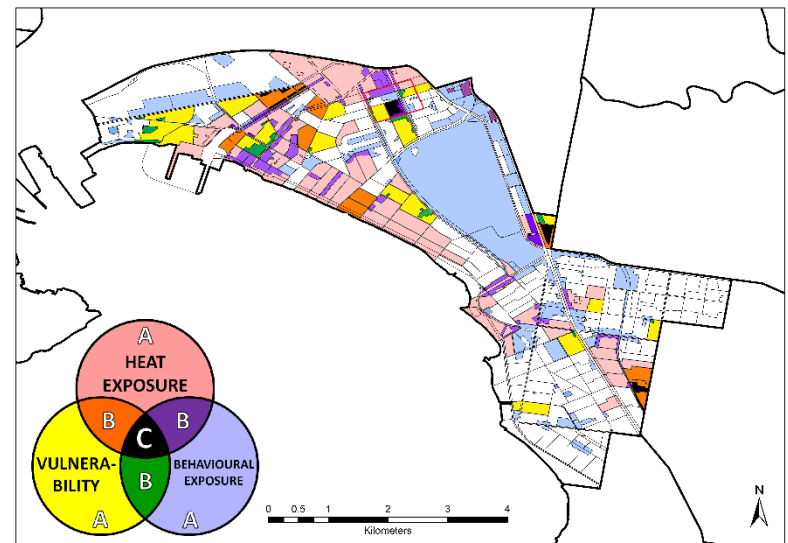 A
HEAT
EXPOSURE
B
B
C
VULNERA-
BILITY
BEHAVIOURAL
EXPOSURE
B
A
A
0 0.5 1 2 3 4
Kilometers
N